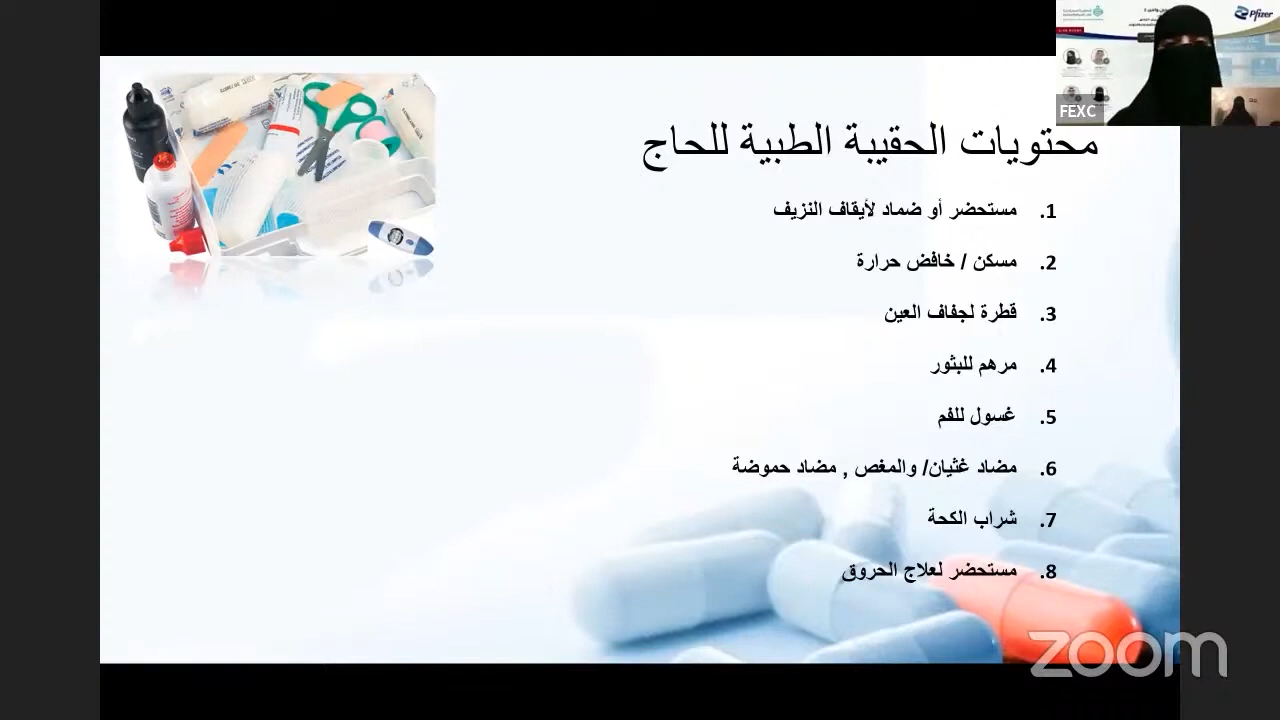 محتويات الحقيبة الطبية للحاج
1. مستحضر أو ضماد لأيقاف النزيف
2. مسكن / خافض حرارة
3. قطرة لجفاف العين
4. مرهم للبثور
5. غسول للفم
6. مضاد غثيان/ والمغص , مضاد حموضة
7. شراب الكحة
8. مستحضر لعلاج الحروق
Pfizer
FEXC
zoom